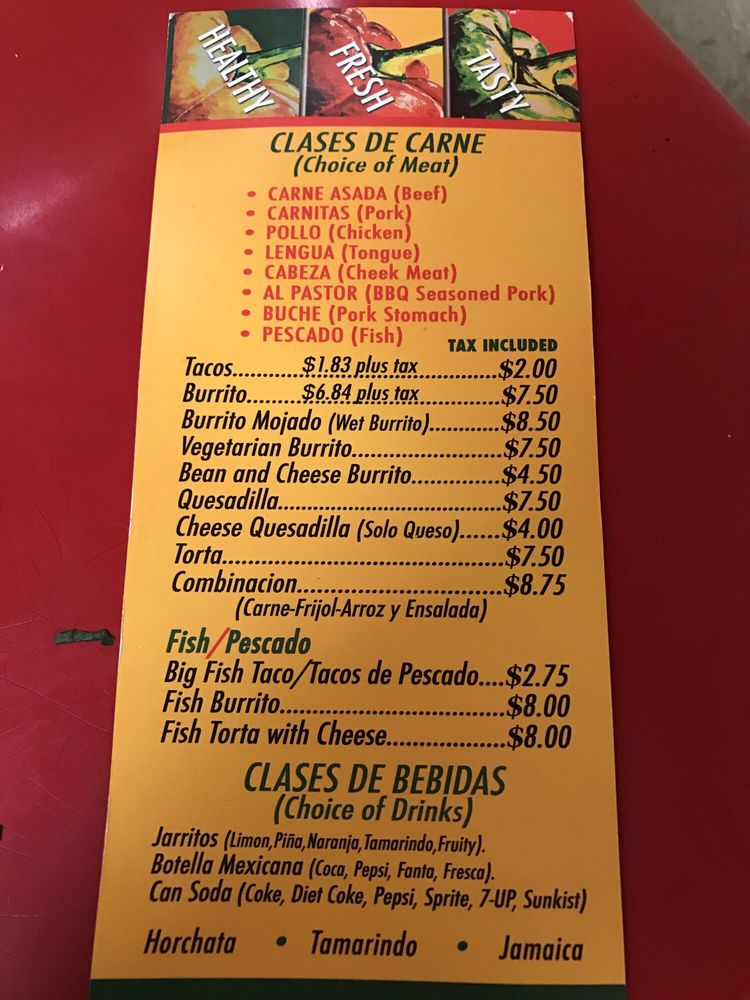 HEALTHY FRESH TASTY
CLASES DE CARNE
(Choice of Meat)
• CARNE ASADA (Beef)
• CARNITAS (Pork)
• POLLO (Chicken)
• LENGUA (Tongue)
• CABEZA (Cheek Meat)
• AL PASTOR (BBQ Seasoned Pork)
• BUCHE (Pork Stomach)
• PESCADO (Fish)
TAX INCLUDED
Tacos..........$1.83 plus tax..........$2.00
Burrito........$6.84 plus tax..........$7.50
Burrito Mojado (Wet Burrito)..........$8.50
Vegetarian Burrito......................$7.50
Bean and Cheese Burrito.............$4.50
Quesadilla.................................$7.50
Cheese Quesadilla (Solo Queso)......$4.00
Torta.........................................$7.50
Combinacion..............................$8.75
(Carne-Frijol-Arroz y Ensalada)
Fish/Pescado
Big Fish Taco/Tacos de Pescado....$2.75
Fish Burrito.................................$8.00
Fish Torta with Cheese.................$8.00
CLASES DE BEBIDAS
(Choice of Drinks)
Jarritos (Limon,Piña,Naranja,Tamarindo,Fruity).
Botella Mexicana (Coca, Pepsi, Fanta, Fresca).
Can Soda (Coke, Diet Coke, Pepsi, Sprite, 7-UP, Sunkist)
Horchata • Tamarindo • Jamaica